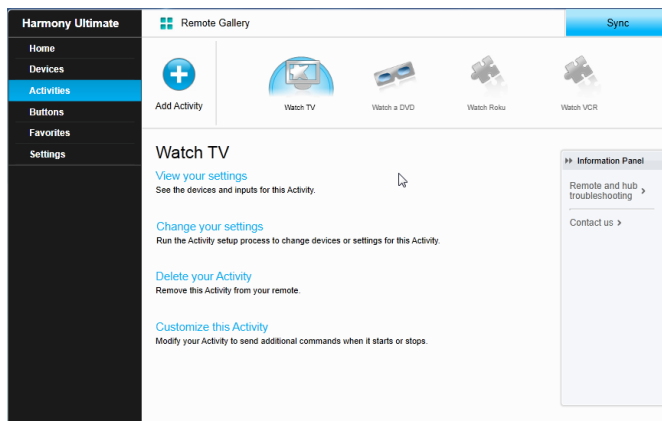 Harmony Ultimate
Remote Gallery
Sync
Home
Devices
Activities
Buttons
Favorites
Settings
Add Activity
Watch TV
Watch a DVD
Watch Roku
Watch VCR
Watch TV
View your settings
See the devices and inputs for this Activity.
Change your settings
Run the Activity setup process to change devices or settings for this Activity.
Delete your Activity
Remove this Activity from your remote.
Customize this Activity
Modify your Activity to send additional commands when it starts or stops.
Information Panel
Remote and hub
troubleshooting
Contact us